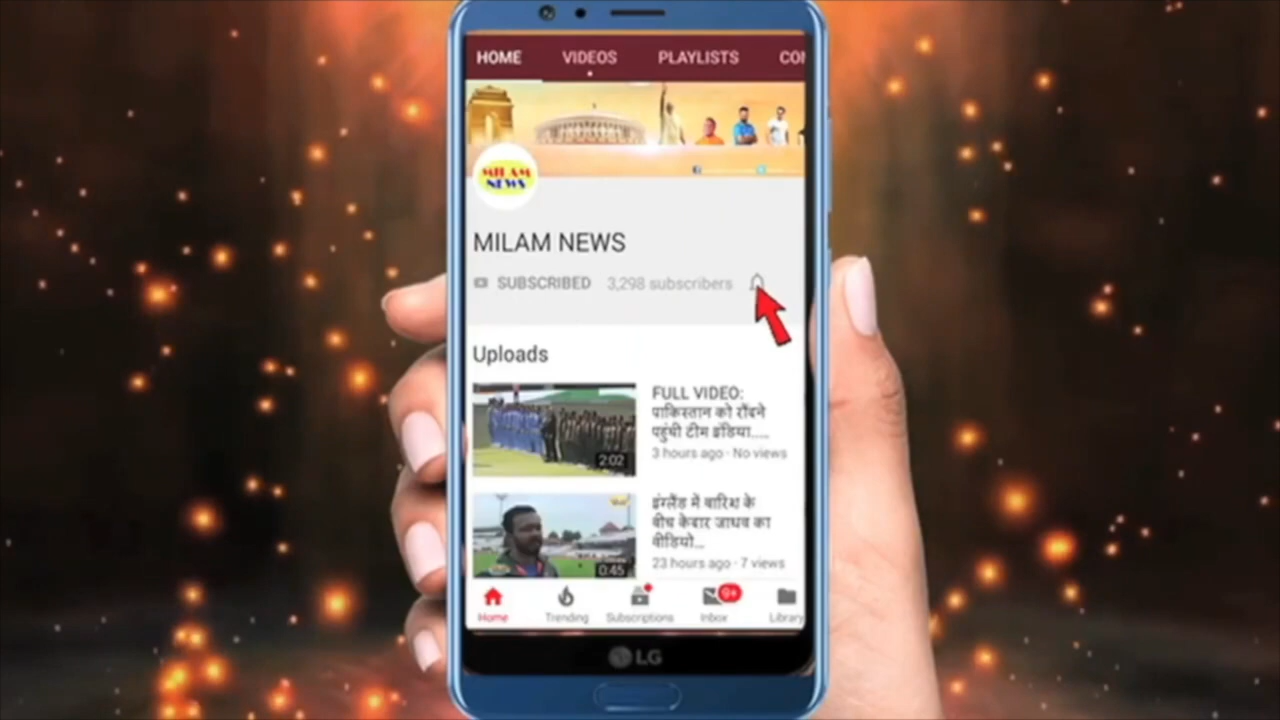 HOME VIDEOS PLAYLISTS
MILAM
NEWS
MILAM NEWS
SUBSCRIBED 3,298 subscribers
Uploads
FULL VIDEO:
पाकिस्तान को रौंदने
पहुंची टीम इंडिया.....
3 hours ago · No views
2:02
इंग्लैंड में बारिश के
बीच केदार जाधव का
वीडियो...
23 hours ago · 7 views
0:45
9+
Home Trending Subscriptions Inbox Library
LG